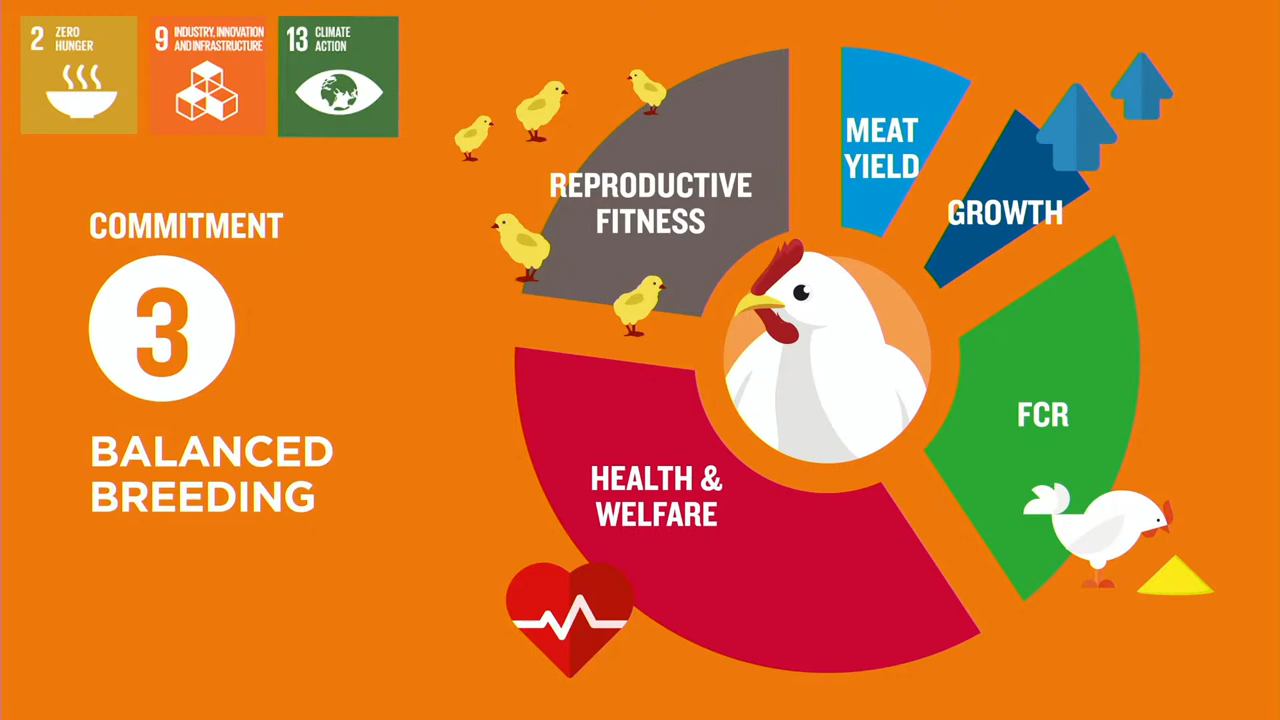 2 ZERO
HUNGER
9 INDUSTRY, INNOVATION
AND INFRASTRUCTURE
13 CLIMATE
ACTION
COMMITMENT
3
BALANCED
BREEDING
REPRODUCTIVE
FITNESS
MEAT
YIELD
GROWTH
FCR
HEALTH &
WELFARE